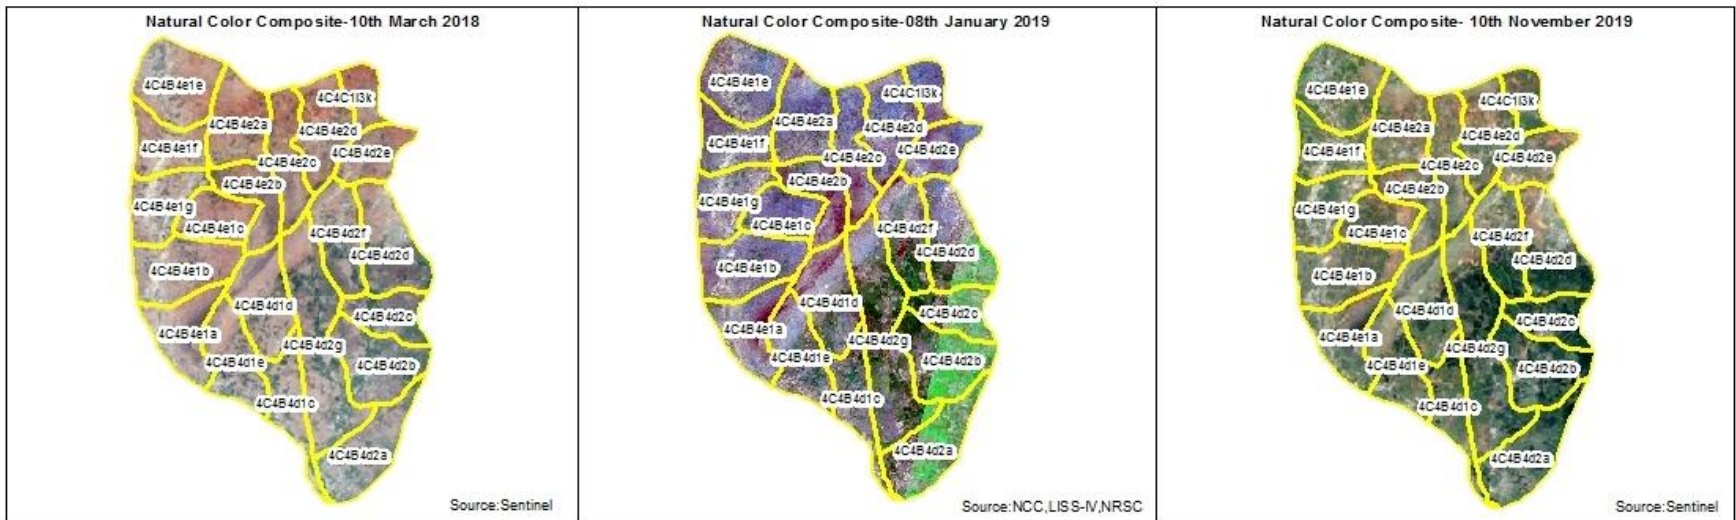 Natural Color Composite-10th March 2018
4C4B4e1e
4C4C1I3k
4C4B4e2a
4C4B4e2d
4C4B4e1f
4C4B4d2e
4C4B4e2c
4C4B4e2b
4C4B4e1g
4C4B4e1c
4C4B4d2f
4C4B4d2d
4C4B4e1b
4C4B4d1d
4C4B4d2c
4C4B4e1a
4C4B4d2g
4C4B4d1e
4C4B4d2b
4C4B4d1c
4C4B4d2a
Source:Sentinel
Natural Color Composite-08th January 2019
4C4B4e1e
4C4C1I3k
4C4B4e2a
4C4B4e2d
4C4B4e1f
4C4B4d2e
4C4B4e2c
4C4B4e2b
4C4B4e1g
4C4B4e1c
4C4B4d2f
4C4B4d2d
4C4B4e1b
4C4B4d1d
4C4B4d2c
4C4B4e1a
4C4B4d2g
4C4B4d1e
4C4B4d2b
4C4B4d1c
4C4B4d2a
Source:NCC,LISS-IV,NRSC
Natural Color Composite- 10th November 2019
4C4B4e1e
4C4C1I3k
4C4B4e2a
4C4B4e2d
4C4B4e1f
4C4B4d2e
4C4B4e2c
4C4B4e2b
4C4B4e1g
4C4B4e1c
4C4B4d2f
4C4B4d2d
4C4B4e1b
4C4B4d1d
4C4B4d2c
4C4B4e1a
4C4B4d2g
4C4B4d1e
4C4B4d2b
4C4B4d1c
4C4B4d2a
Source:Sentinel